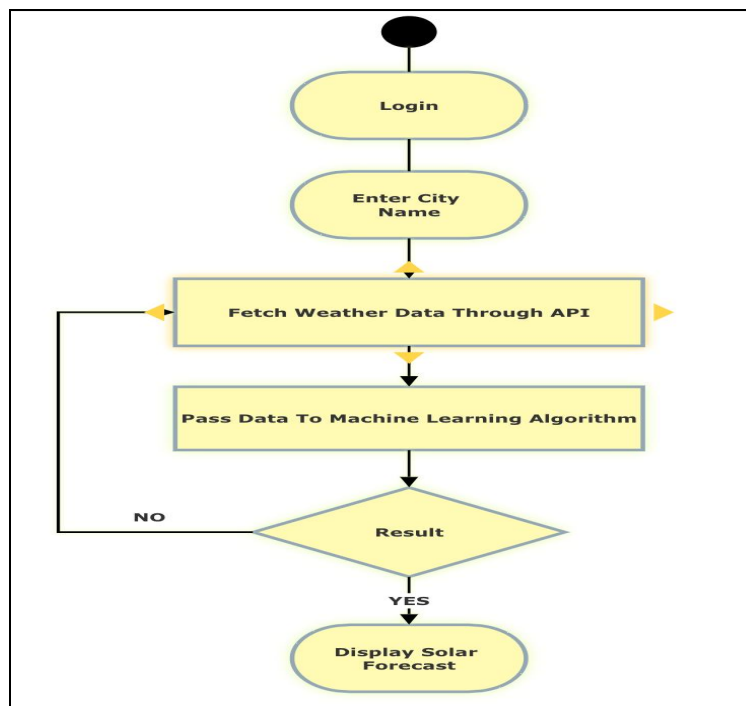 Login
Enter City
Name
Fetch Weather Data Through API
Pass Data To Machine Learning Algorithm
Result
NO
YES
Display Solar
Forecast